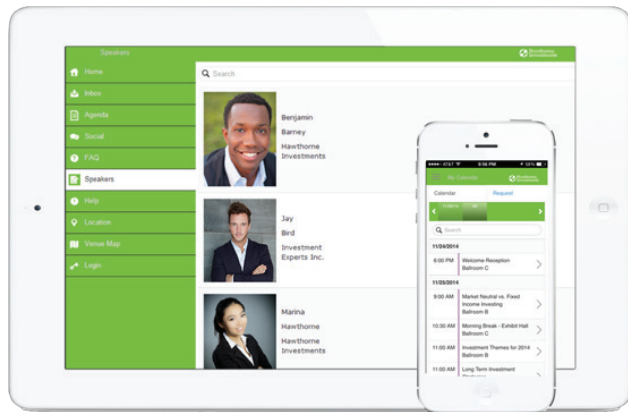 Speakers
Hawthorne
Investments
Home
Inbox
Agenda
Social
FAQ
Speakers
Help
Location
Venue Map
Login
Search
Benjamin
Barney
Hawthorne
Investments
Jay
Bird
Investment
Experts Inc.
Marina
Hawthorne
Hawthorne
Investments
AT&T
My Calendar
Calendar
Request
Search
11/24/2014
6:00 PM
Welcome Reception
Ballroom C
11/25/2014
9:00 AM
Market Neutral vs. Fixed
Income Investing
Ballroom B
10:30 AM
Morning Break - Exhibit Hall
Ballroom C
11:00 AM
Investment Themes for 2014
Ballroom B
11:00 AM
Long Term Investment